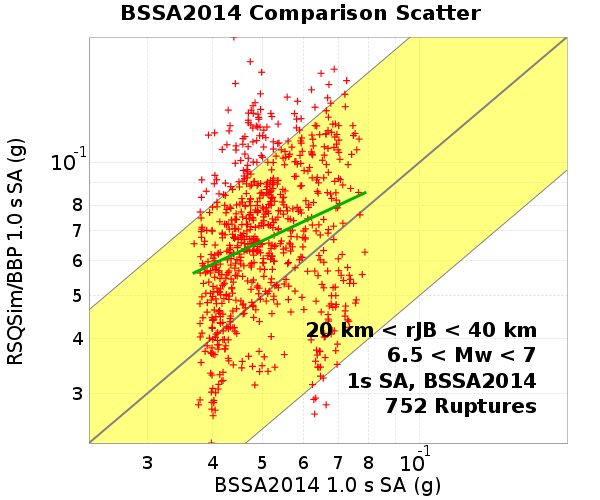 BSSA2014 Comparison Scatter
RSQSim/BBP 1.0 s SA (g)
10^-1
8
7
6
5
4
3
20 km < rJB < 40 km
6.5 < Mw < 7
1s SA, BSSA2014
752 Ruptures
3 4 5 6 7 8 10^-1
BSSA2014 1.0 s SA (g)